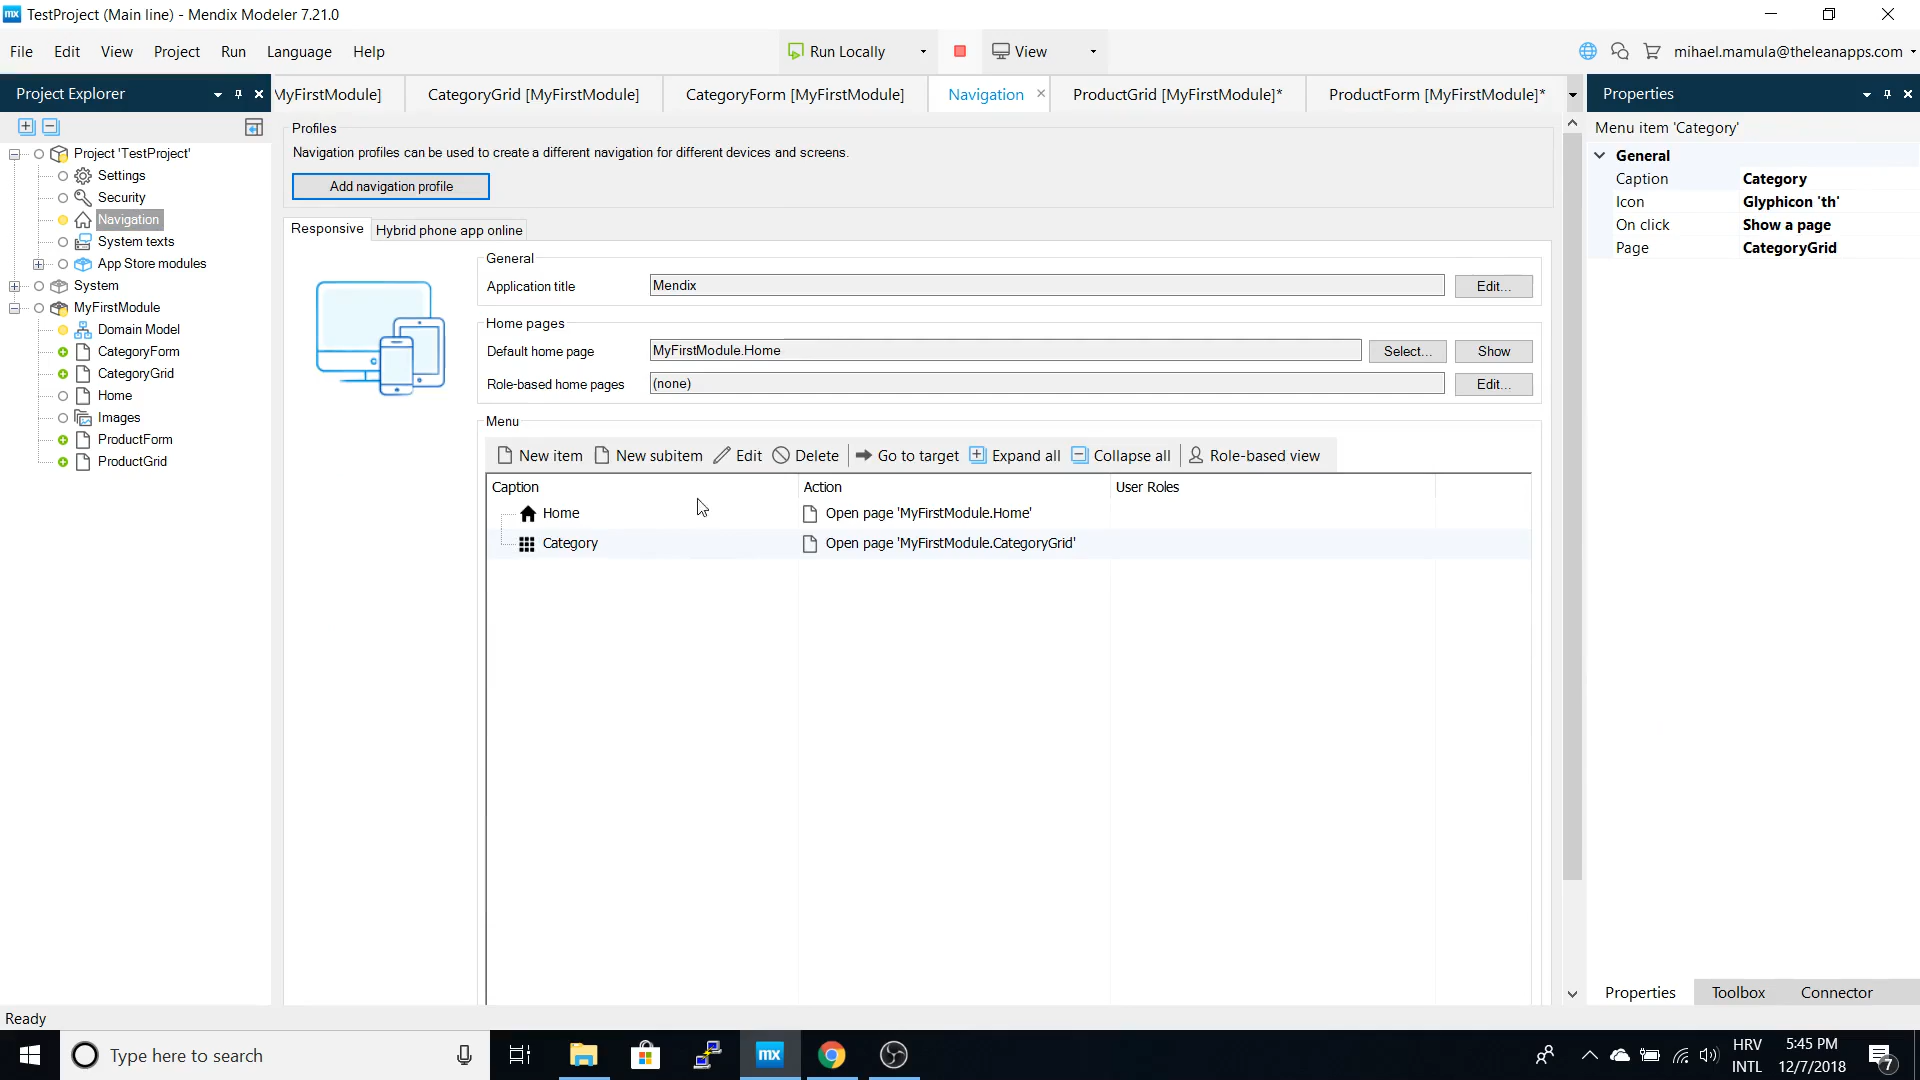 mx TestProject (Main line) - Mendix Modeler 7.21.0
File Edit View Project Run Language Help
Run Locally View
mihael.mamula@theleanapps.com
Project Explorer
MyFirstModule] CategoryGrid [MyFirstModule] CategoryForm [MyFirstModule] Navigation ProductGrid [MyFirstModule]* ProductForm [MyFirstModule]*
Properties
Project 'TestProject'
Settings
Security
Navigation
System texts
App Store modules
System
MyFirstModule
Domain Model
CategoryForm
CategoryGrid
Home
Images
ProductForm
ProductGrid
Profiles
Navigation profiles can be used to create a different navigation for different devices and screens.
Add navigation profile
Responsive Hybrid phone app online
General
Application title Mendix Edit...
Home pages
Default home page MyFirstModule.Home Select... Show
Role-based home pages (none) Edit...
Menu
New item New subitem Edit Delete Go to target Expand all Collapse all Role-based view
Caption Action User Roles
Home Open page 'MyFirstModule.Home'
Category Open page 'MyFirstModule.CategoryGrid'
Menu item 'Category'
General
Caption Category
Icon Glyphicon 'th'
On click Show a page
Page CategoryGrid
Properties Toolbox Connector
Ready
Type here to search
mx
HRV
INTL
5:45 PM
12/7/2018
7